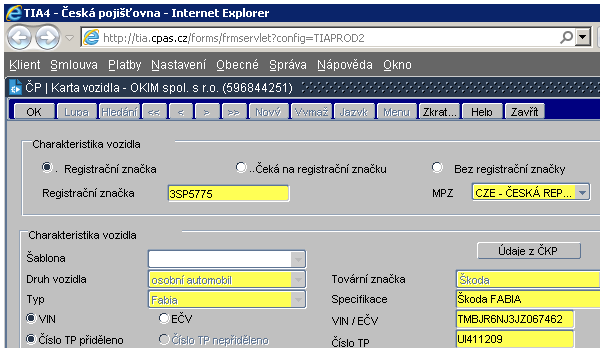 TIA4 - Česká pojišťovna - Internet Explorer
http://tia.cpas.cz/forms/frmservlet?config=TIAPROD2
Klient Smlouva Platby Nastavení Obecné Správa Nápověda Okno
ČP | Karta vozidla - OKIM spol. s r.o. (596844251)
OK Lupa Hledání << < > >> Nový Vymaž Jazyk Menu Zkrat... Help Zavřít
Charakteristika vozidla
. Registrační značka ..Čeká na registrační značku Bez registrační značky
Registrační značka 3SP5775 MPZ CZE - ČESKÁ REP...
Charakteristika vozidla
Šablona Údaje z ČKP
Druh vozidla osobní automobil Tovární značka Škoda
Typ Fabia Specifikace Škoda FABIA
VIN EČV VIN / EČV TMBJR6NJ3JZ067462
Číslo TP přiděleno Číslo TP nepřiděleno Číslo TP UI411209